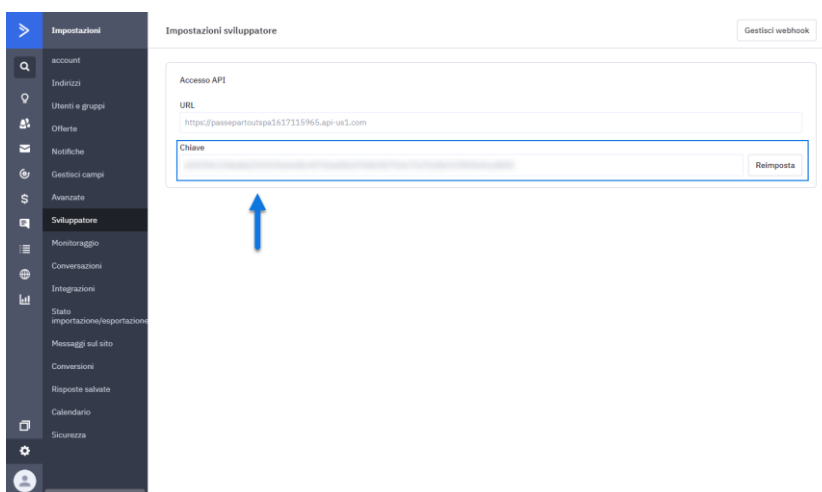 Impostazioni
Impostazioni sviluppatore
Gestisci webhook
account
Indirizzi
Utenti e gruppi
Offerte
Notifiche
Gestisci campi
Avanzate
Sviluppatore
Monitoraggio
Conversazioni
Integrazioni
Stato
importazione/esportazione
Messaggi sul sito
Conversioni
Risposte salvate
Calendario
Sicurezza
Accesso API
URL
https://passepartoutspa1617115965.api-us1.com
Chiave
Reimposta